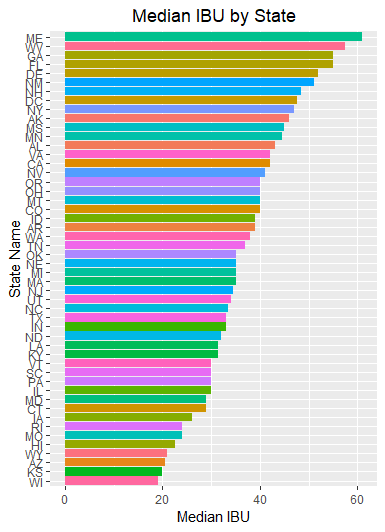 Median IBU by State
State Name
ME
WV
GA
FL
DE
NM
NH
DC
NY
AK
MS
MN
AL
VA
CA
NV
OR
OH
MT
CO
ID
AR
WA
TN
OK
NE
MI
MA
NJ
UT
NC
TX
IN
ND
LA
KY
VT
SC
PA
IL
MD
CT
IA
RI
MO
HI
WY
AZ
KS
WI
0 20 40 60
Median IBU